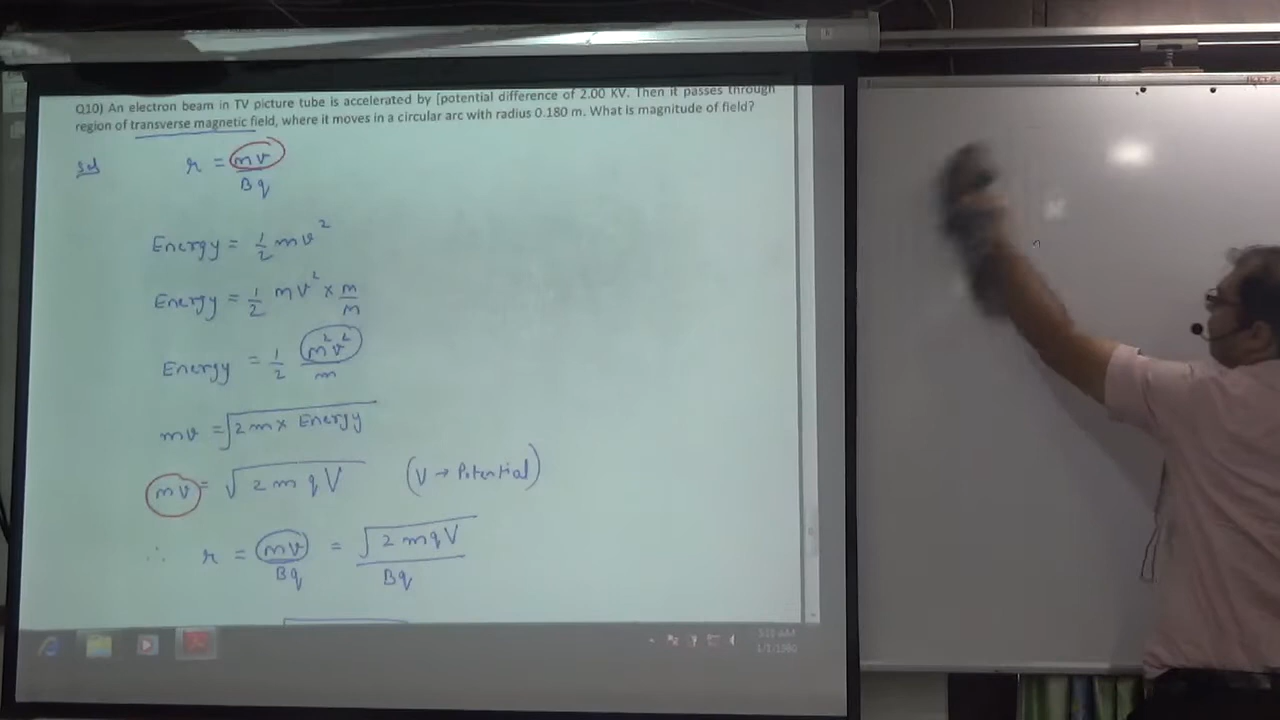 Q10) An electron beam in TV picture tube is accelerated by [potential difference of 2.00 KV. Then it passes through
region of transverse magnetic field, where it moves in a circular arc with radius 0.180 m. What is magnitude of field?
Sol
r = mv / Bq
Energy = 1/2 mv²
Energy = 1/2 mv² × m/m
Energy = 1/2 m²v²/m
mv = √2m × Energy
mv = √2mqV (V → Potential)
∴ r = mv/Bq = √2mqV / Bq
1/1/1980